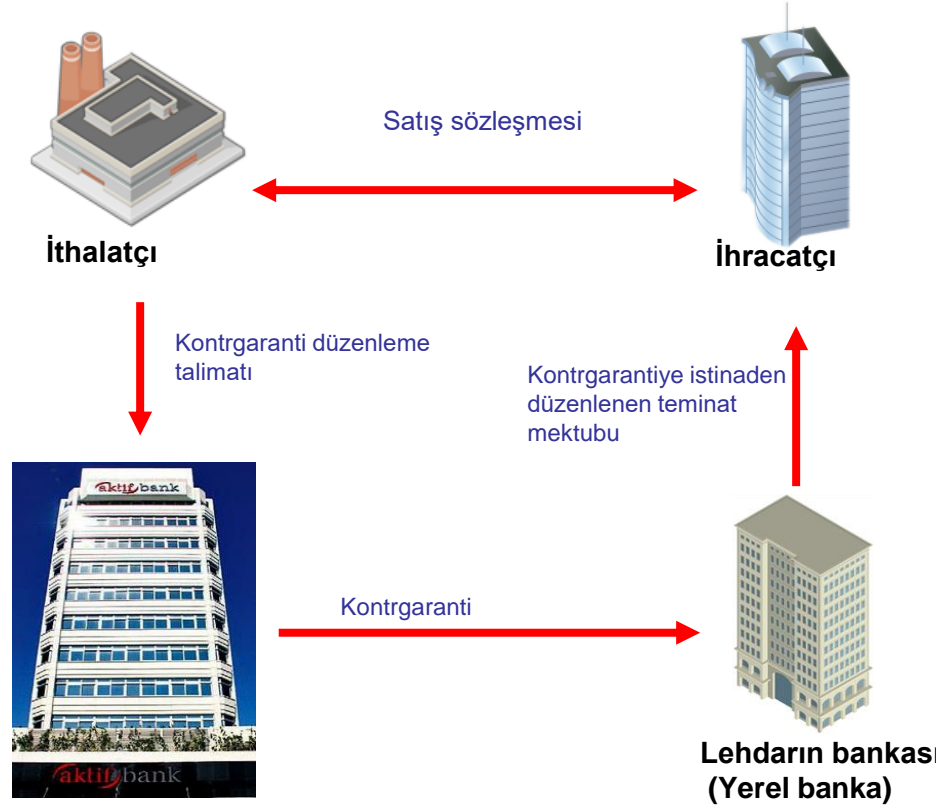 Satış sözleşmesi
İthalatçı
İhracatçı
Kontrgaranti düzenleme
talimatı
Kontrgarantiye istinaden
düzenlenen teminat
mektubu
aktif bank
Kontrgaranti
Lehdarın bankası
(Yerel banka)
aktif bank